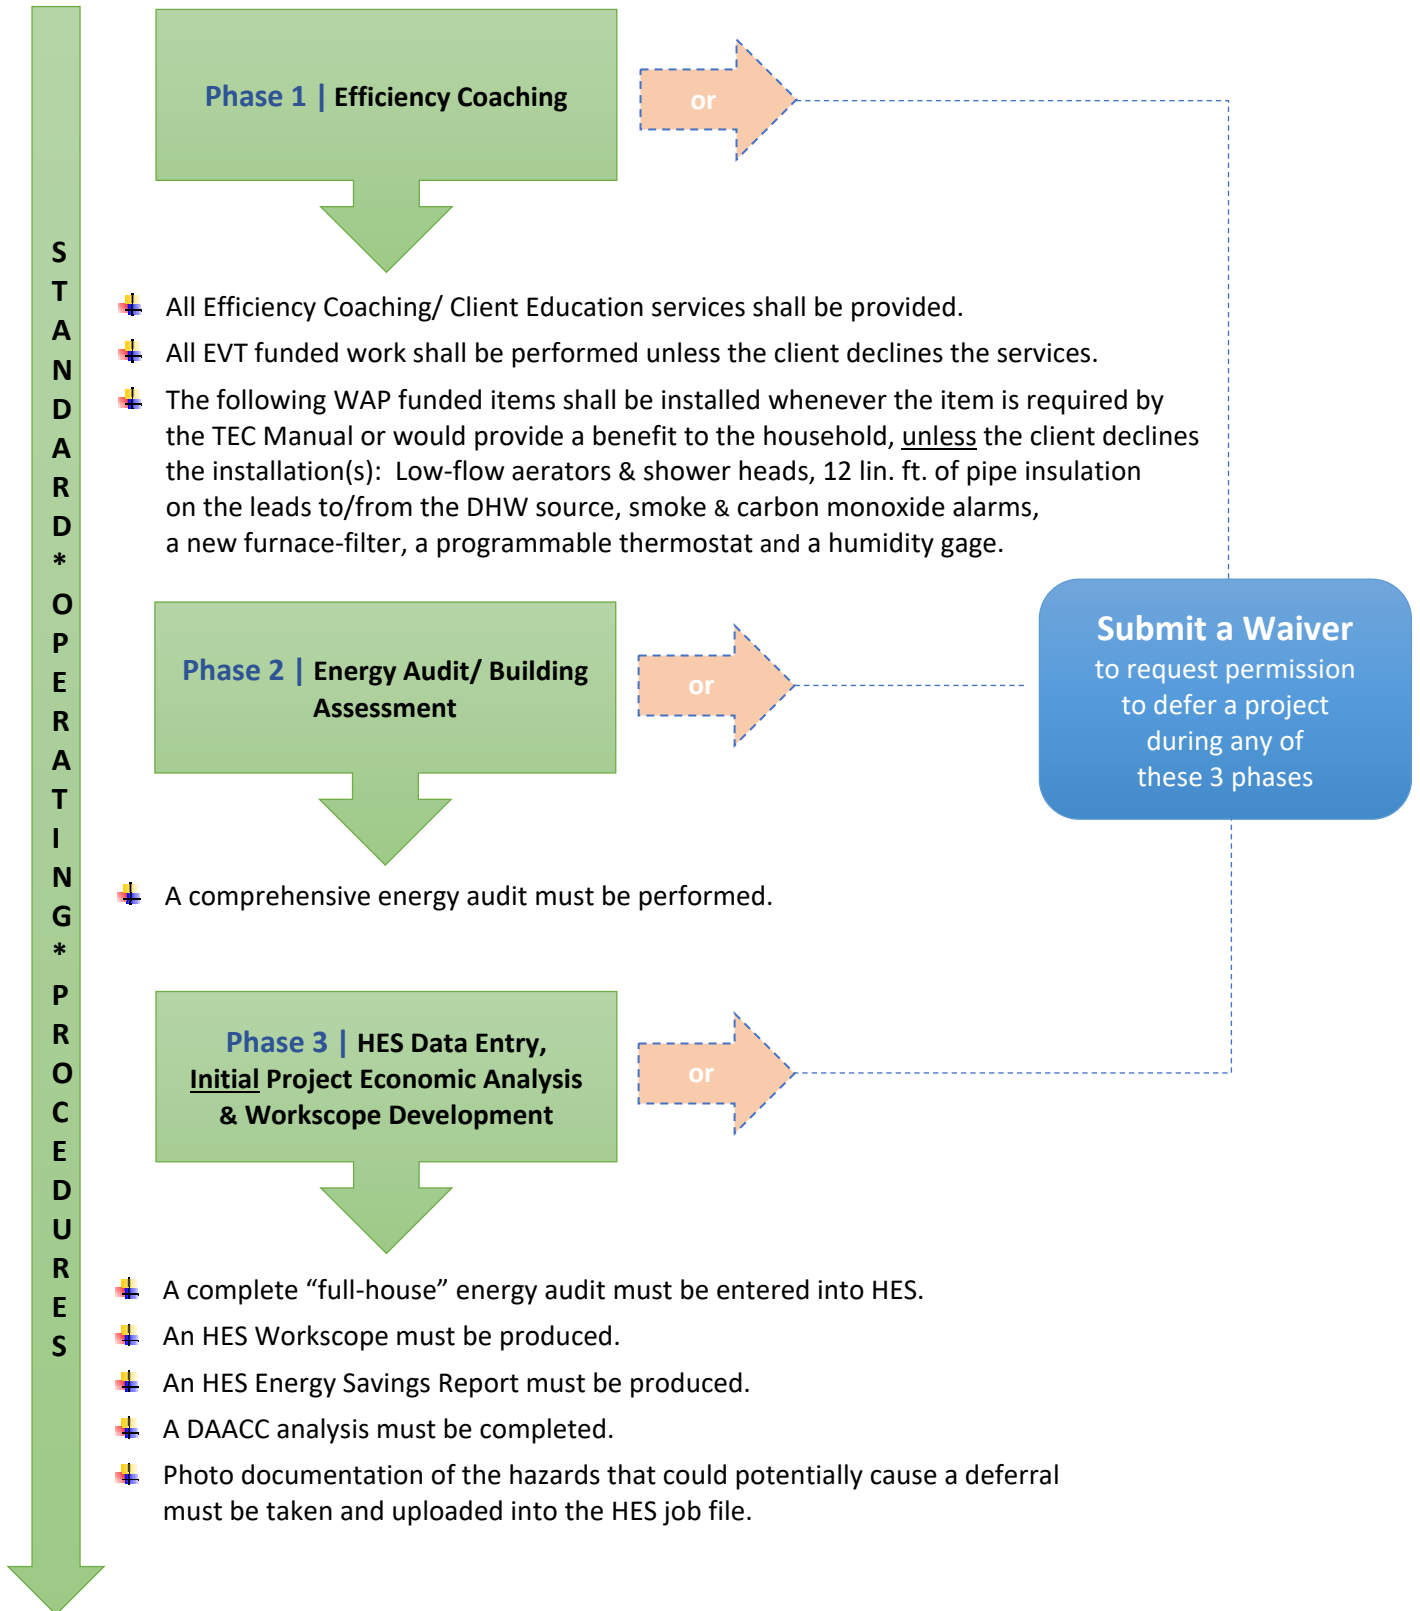 STANDARD* OPERATING* PROCEDURES
Phase 1 | Efficiency Coaching
or
All Efficiency Coaching/ Client Education services shall be provided.
All EVT funded work shall be performed unless the client declines the services.
The following WAP funded items shall be installed whenever the item is required by
the TEC Manual or would provide a benefit to the household, unless the client declines
the installation(s):  Low-flow aerators & shower heads, 12 lin. ft. of pipe insulation
on the leads to/from the DHW source, smoke & carbon monoxide alarms,
a new furnace-filter, a programmable thermostat and a humidity gage.
Phase 2 | Energy Audit/ Building
Assessment
or
Submit a Waiver
to request permission
to defer a project
during any of
these 3 phases
A comprehensive energy audit must be performed.
Phase 3 | HES Data Entry,
Initial Project Economic Analysis
& Workscope Development
or
A complete “full-house” energy audit must be entered into HES.
An HES Workscope must be produced.
An HES Energy Savings Report must be produced.
A DAACC analysis must be completed.
Photo documentation of the hazards that could potentially cause a deferral
must be taken and uploaded into the HES job file.